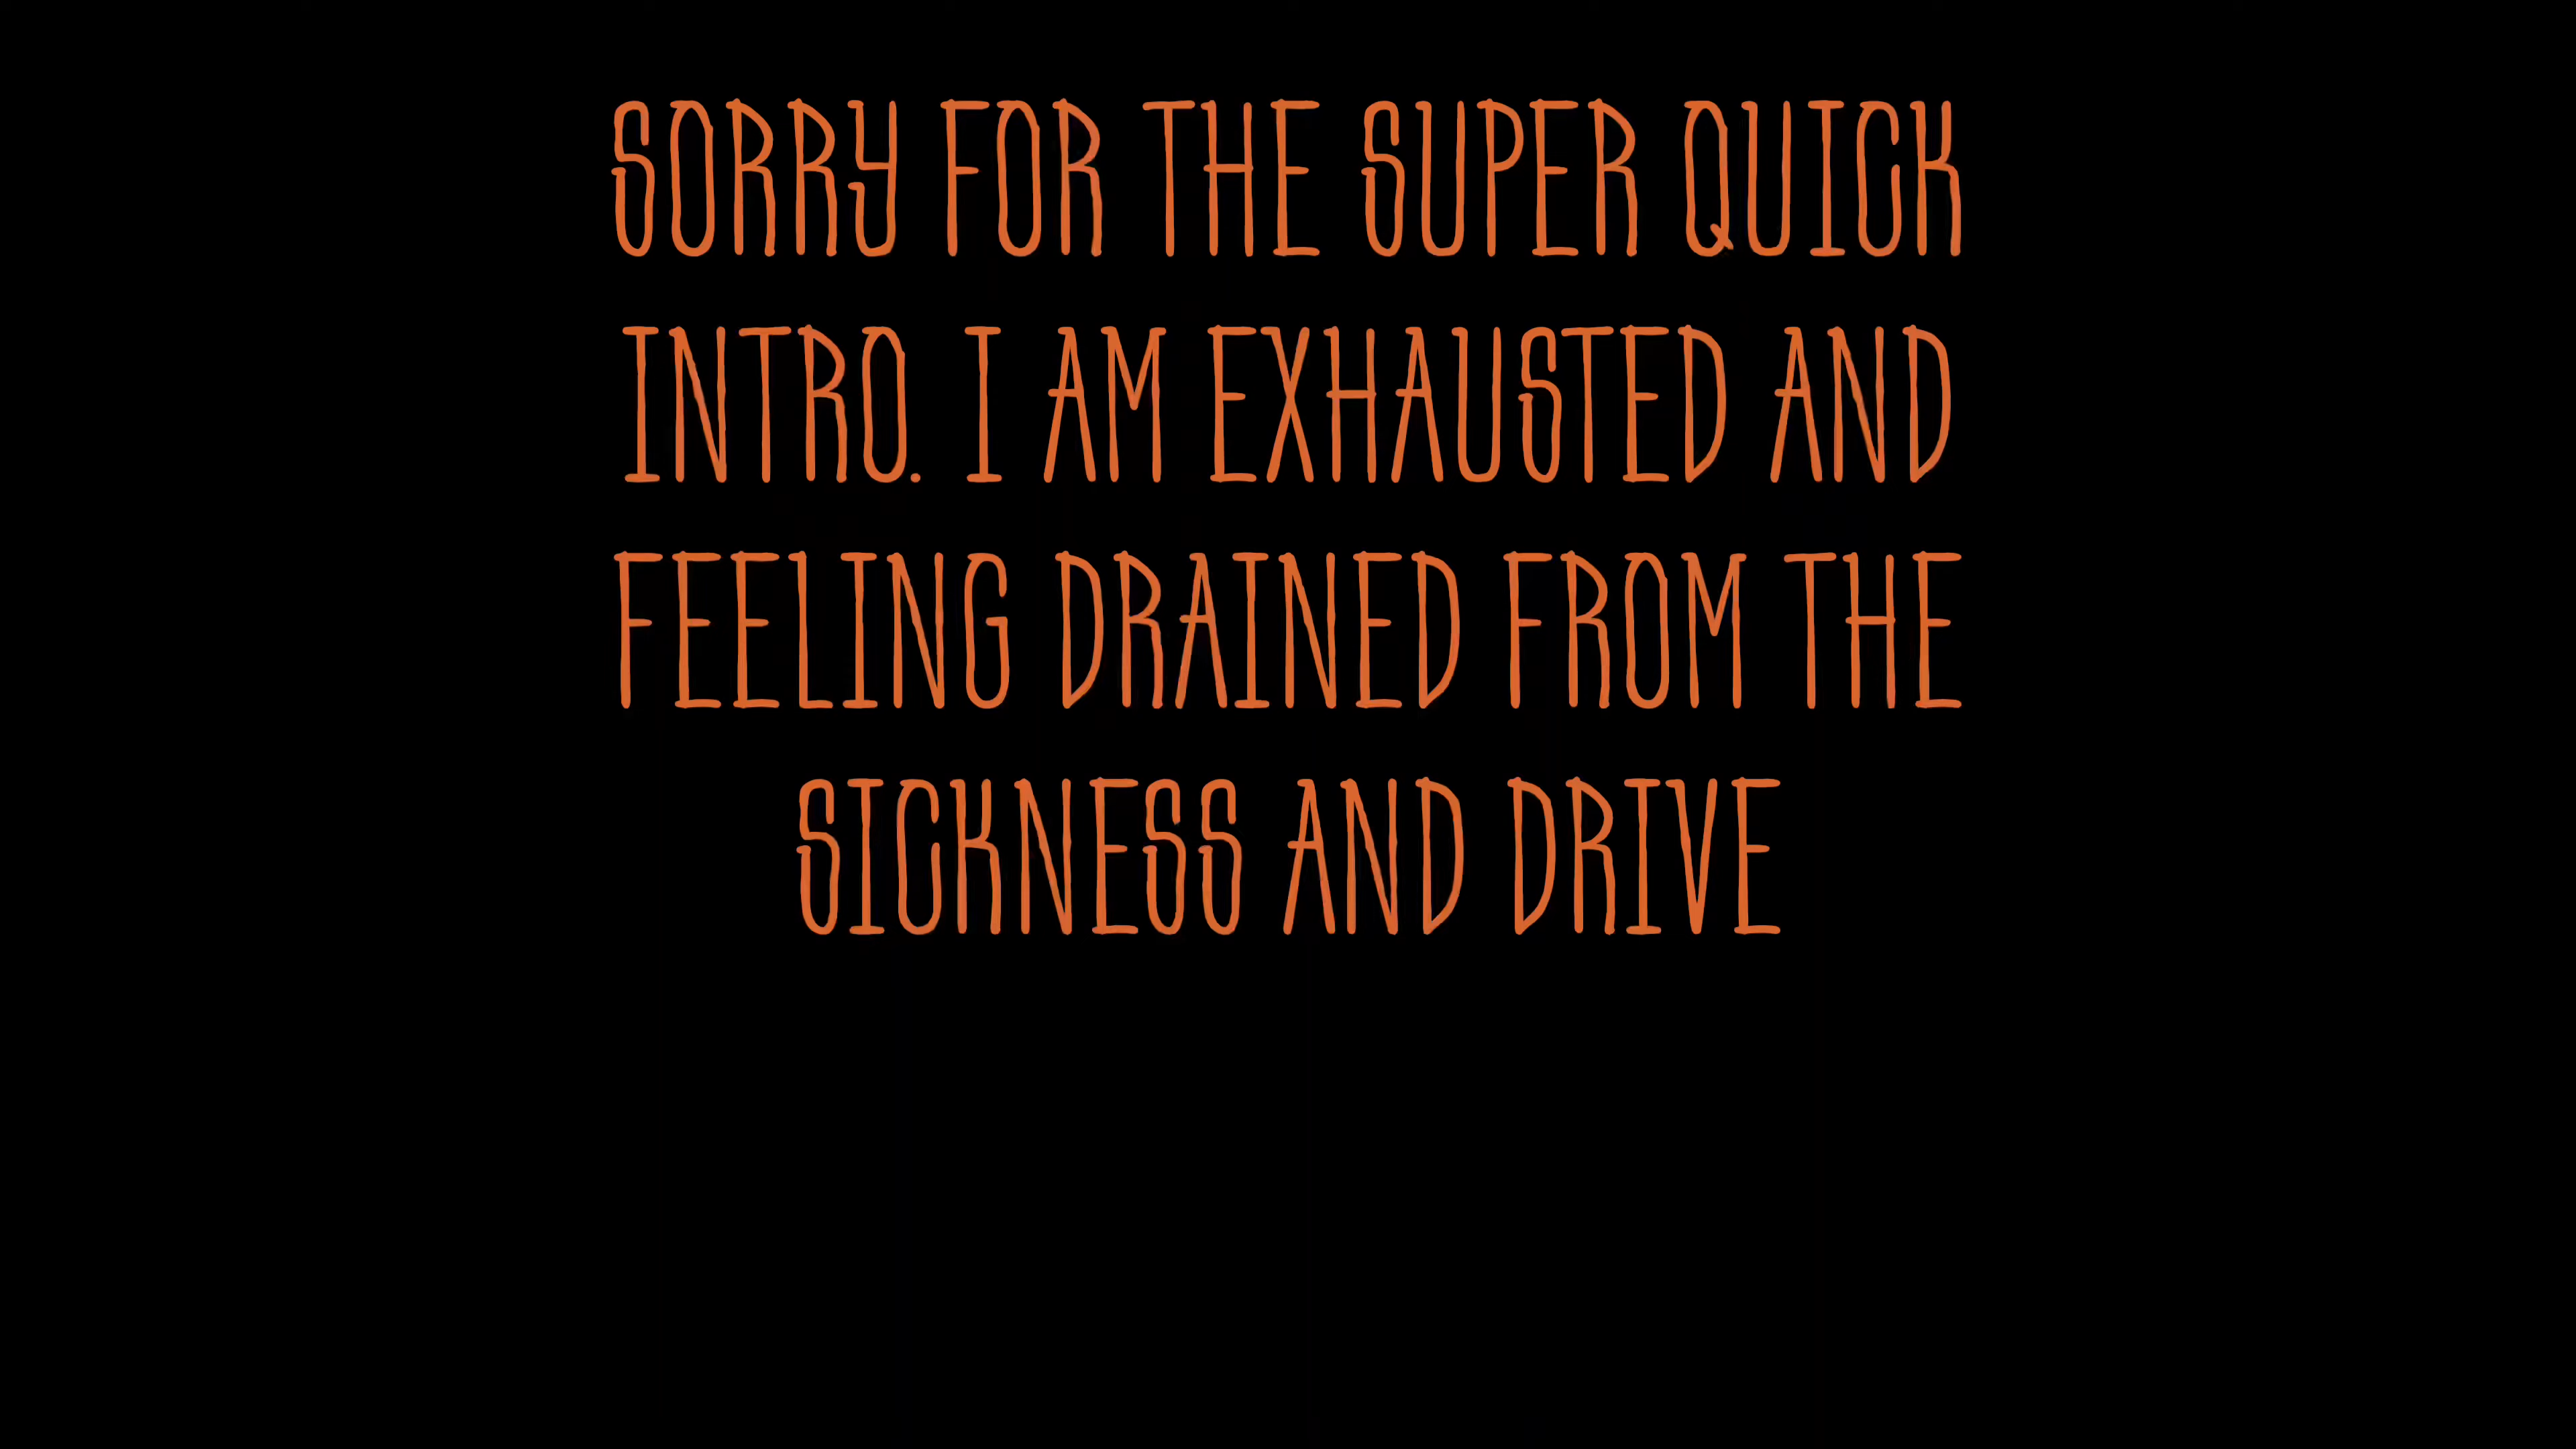 SORRY FOR THE SUPER QUICK
INTRO. I AM EXHAUSTED AND
FEELING DRAINED FROM THE
SICKNESS AND DRIVE